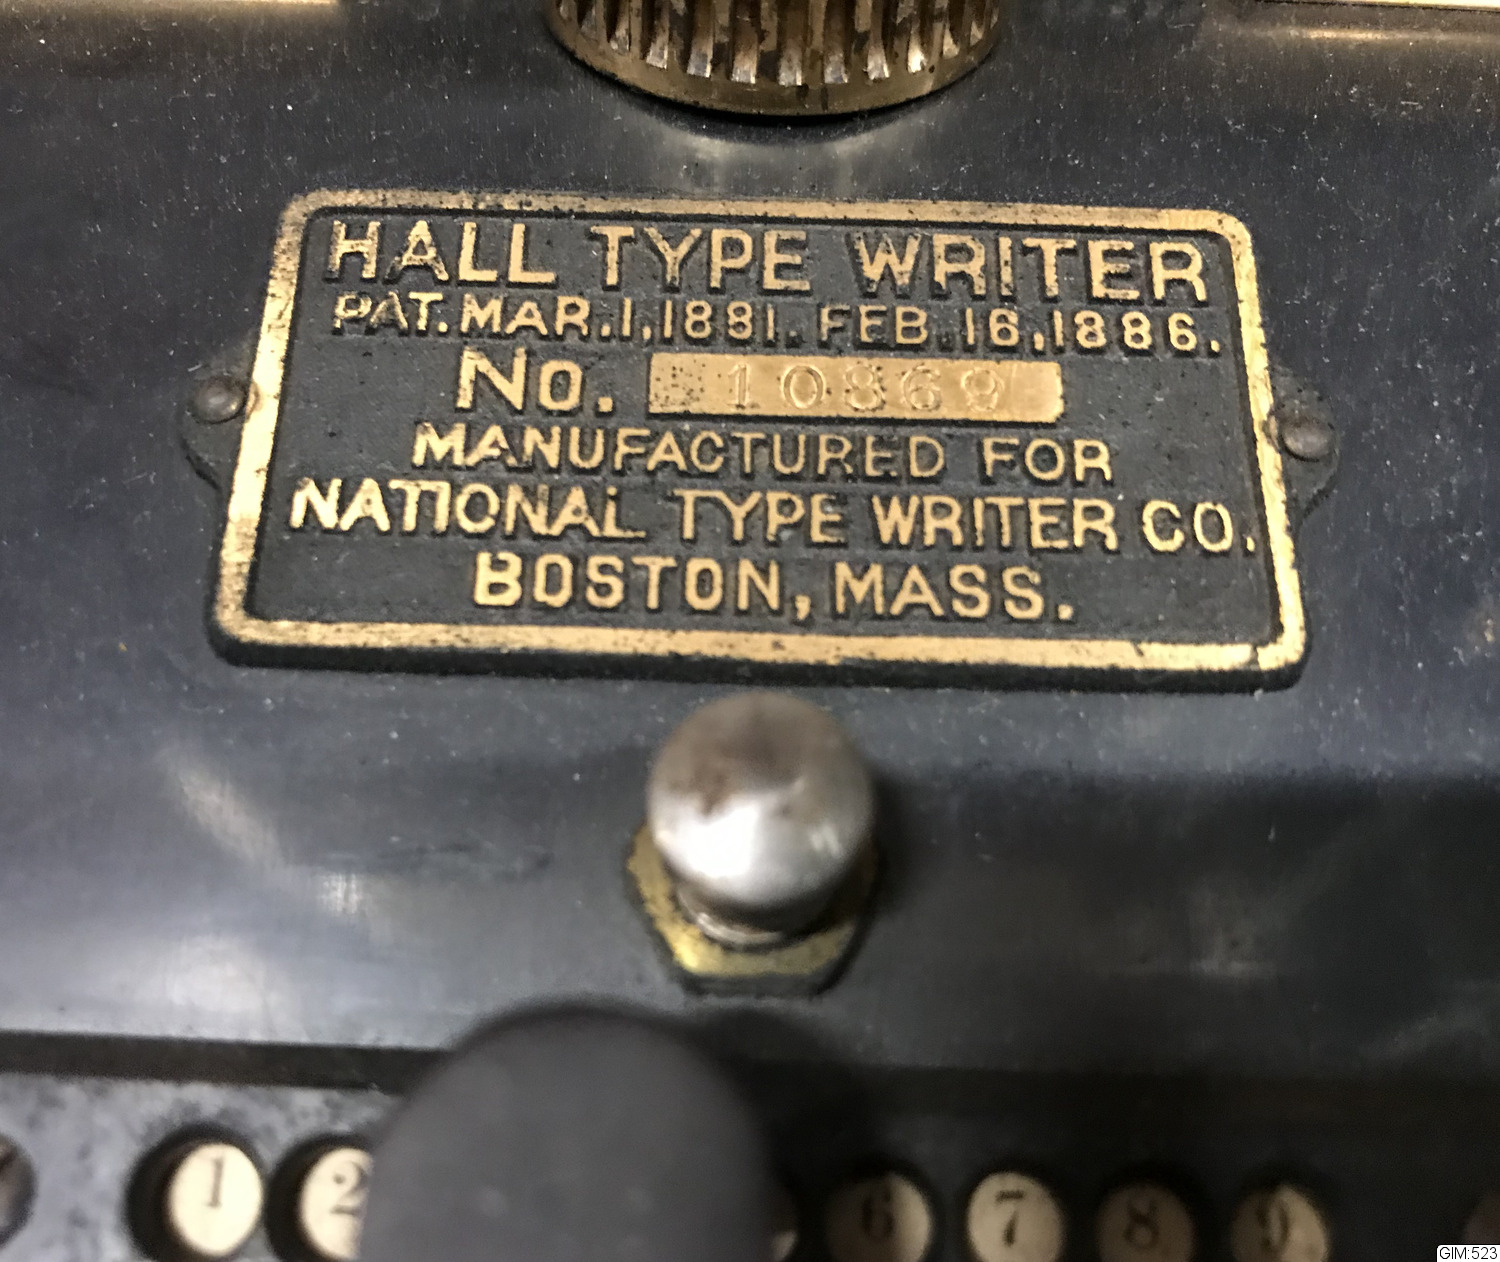 HALL TYPE WRITER
PAT. MAR. 1, 1881. FEB. 16, 1886.
No. 10869
MANUFACTURED FOR
NATIONAL TYPE WRITER CO.
BOSTON, MASS.
1 2 6 7 8 9
GIM:523